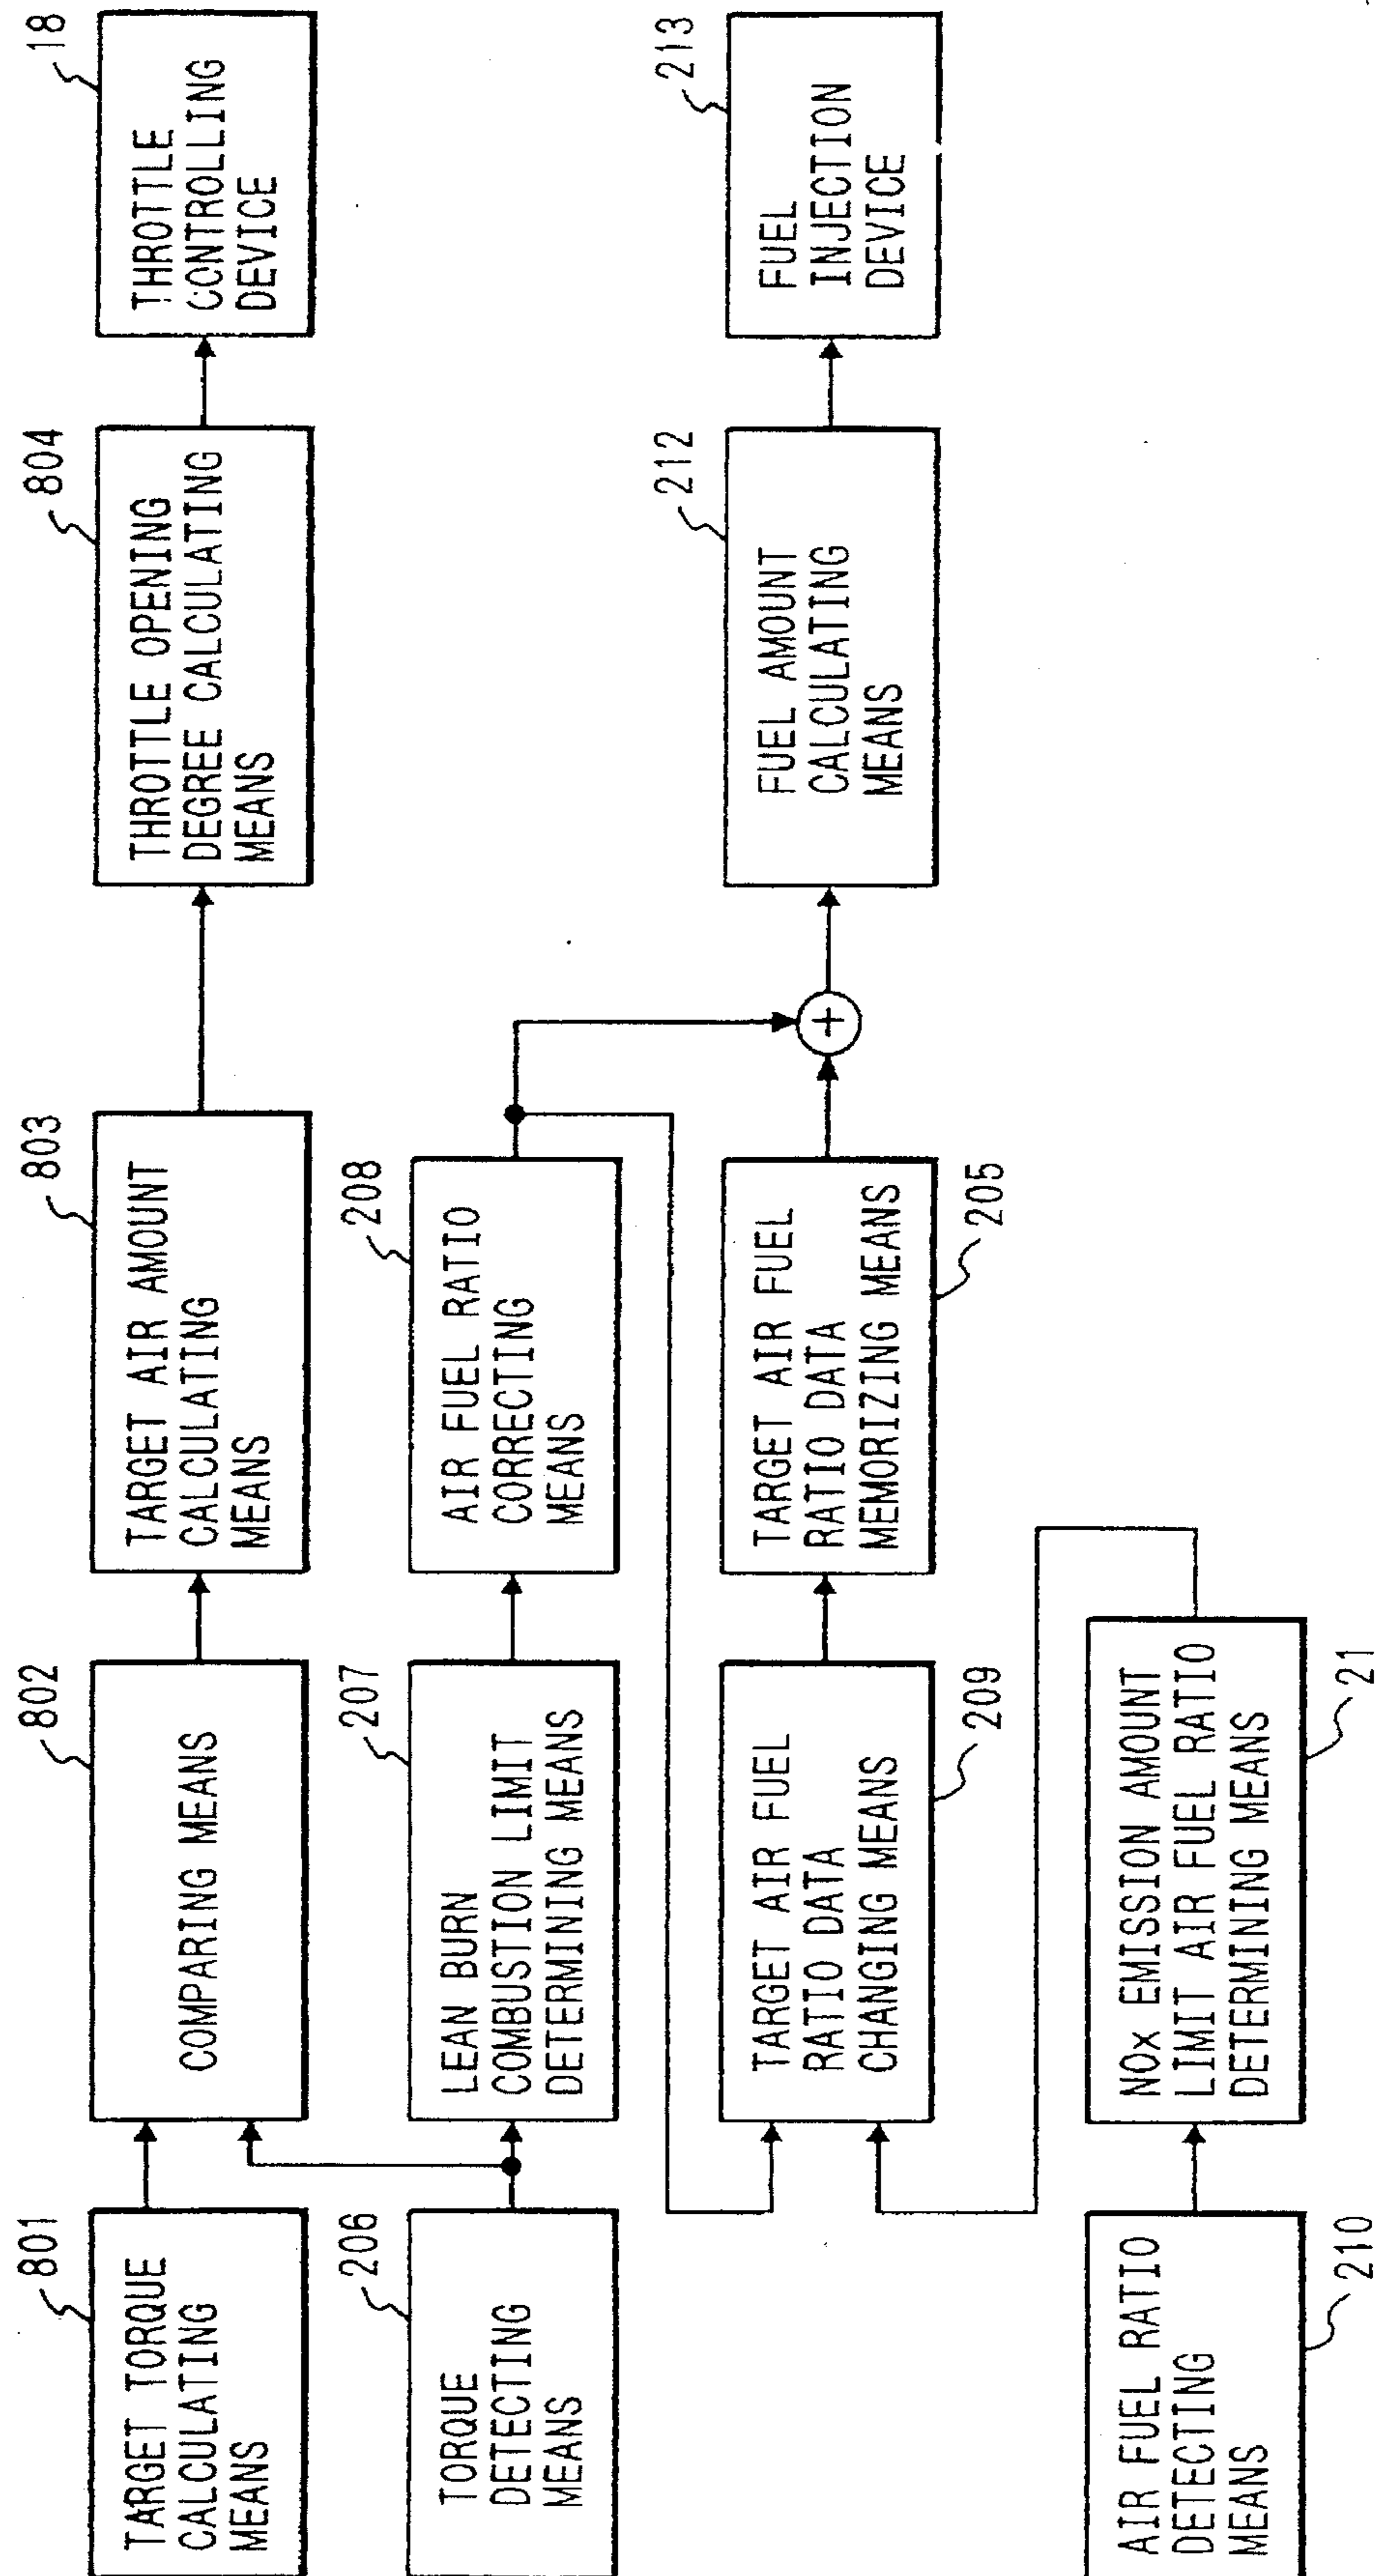 801
TARGET TORQUE
CALCULATING
MEANS
802
COMPARING MEANS
803
TARGET AIR AMOUNT
CALCULATING
MEANS
804
THROTTLE OPENING
DEGREE CALCULATING
MEANS
18
THROTTLE
CONTROLLING
DEVICE
206
TORQUE
DETECTING
MEANS
207
LEAN BURN
COMBUSTION LIMIT
DETERMINING MEANS
208
AIR FUEL RATIO
CORRECTING
MEANS
TARGET AIR FUEL
RATIO DATA
CHANGING MEANS
209
TARGET AIR FUEL
RATIO DATA
MEMORIZING MEANS
205
+
212
FUEL AMOUNT
CALCULATING
MEANS
213
FUEL
INJECTION
DEVICE
AIR FUEL RATIO
DETECTING
MEANS
210
NOx EMISSION AMOUNT
LIMIT AIR FUEL RATIO
DETERMINING MEANS
21